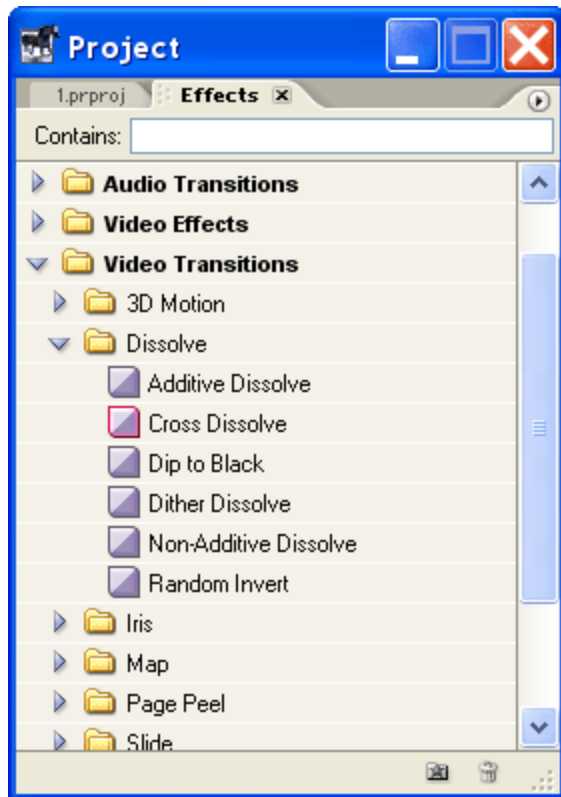 Project
1.prproj Effects
Contains:
Audio Transitions
Video Effects
Video Transitions
3D Motion
Dissolve
Additive Dissolve
Cross Dissolve
Dip to Black
Dither Dissolve
Non-Additive Dissolve
Random Invert
Iris
Map
Page Peel
Slide